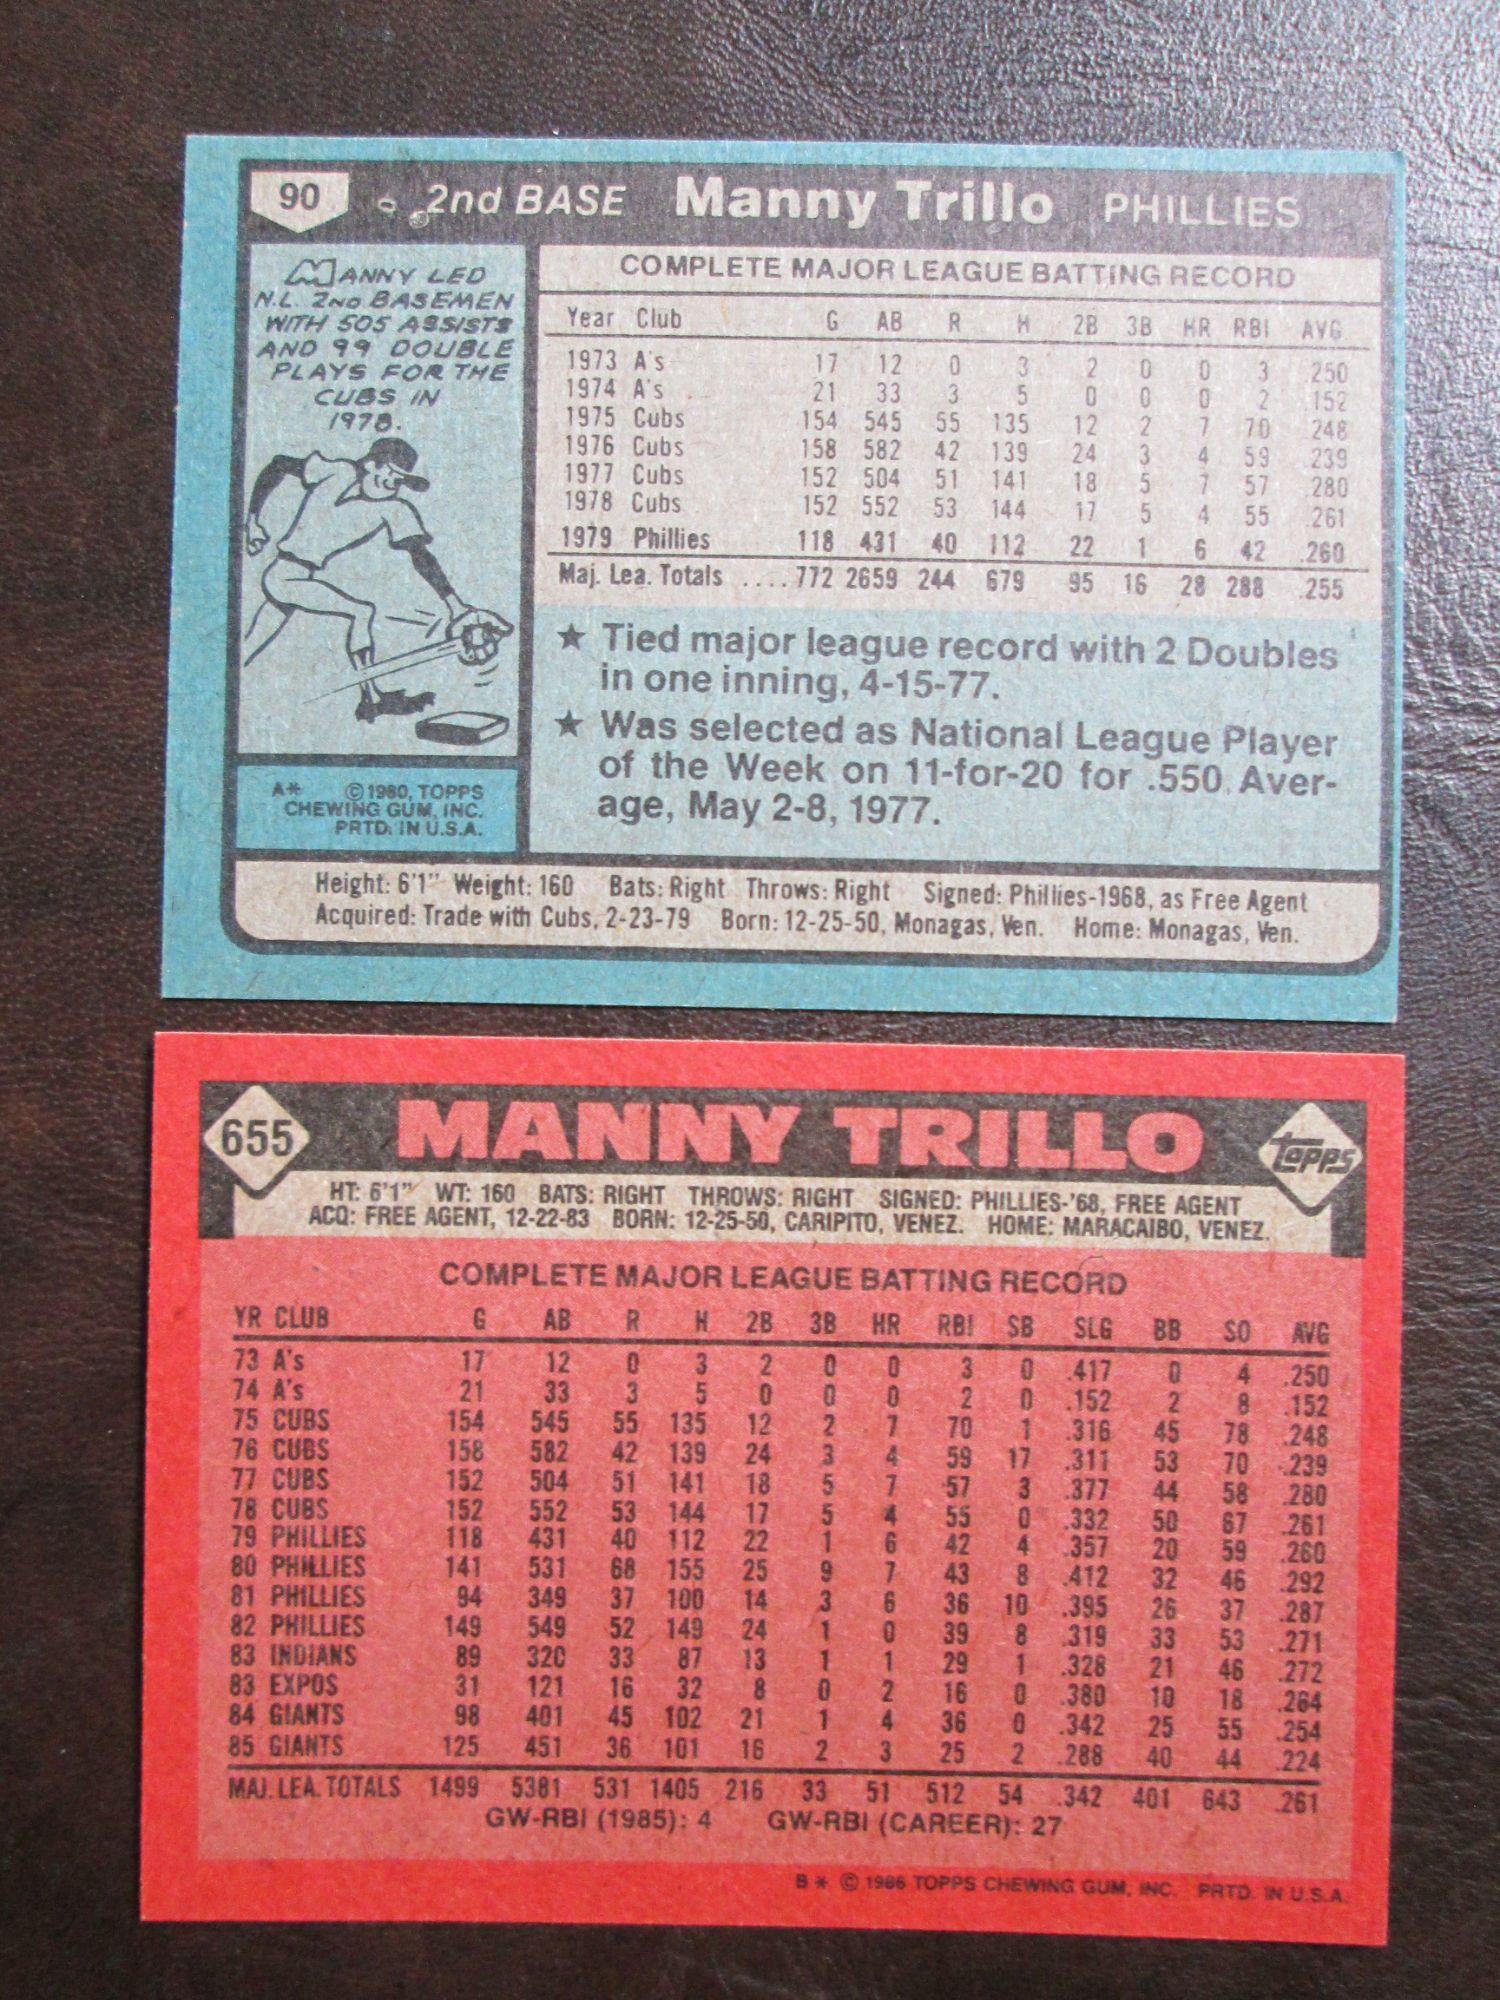 90 2nd BASE Manny Trillo PHILLIES
MANNY LED
N.L. 2ND BASEMEN
WITH 505 ASSISTS
AND 99 DOUBLE
PLAYS FOR THE
CUBS IN
1978.
A* © 1980, TOPPS
CHEWING GUM, INC.
PRTD. IN U.S.A.
COMPLETE MAJOR LEAGUE BATTING RECORD
Year Club G AB R H 2B 3B HR RBI AVG
1973 A's 17 12 0 3 2 0 0 3 .250
1974 A's 21 33 3 5 0 0 0 2 .152
1975 Cubs 154 545 55 135 12 2 7 70 .248
1976 Cubs 158 582 42 139 24 3 4 59 .239
1977 Cubs 152 504 51 141 18 5 7 57 .280
1978 Cubs 152 552 53 144 17 5 4 55 .261
1979 Phillies 118 431 40 112 22 1 6 42 .260
Maj. Lea. Totals .... 772 2659 244 679 95 16 28 288 .255
★ Tied major league record with 2 Doubles
in one inning, 4-15-77.
★ Was selected as National League Player
of the Week on 11-for-20 for .550 Aver-
age, May 2-8, 1977.
Height: 6'1" Weight: 160 Bats: Right Throws: Right Signed: Phillies-1968, as Free Agent
Acquired: Trade with Cubs, 2-23-79 Born: 12-25-50, Monagas, Ven. Home: Monagas, Ven.
655 MANNY TRILLO topps
HT: 6'1" WT: 160 BATS: RIGHT THROWS: RIGHT SIGNED: PHILLIES-'68, FREE AGENT
ACQ: FREE AGENT, 12-22-83 BORN: 12-25-50, CARIPITO, VENEZ. HOME: MARACAIBO, VENEZ.
COMPLETE MAJOR LEAGUE BATTING RECORD
YR CLUB G AB R H 2B 3B HR RBI SB SLG BB SO AVG
73 A's 17 12 0 3 2 0 0 3 0 .417 0 4 .250
74 A's 21 33 3 5 0 0 0 2 0 .152 2 8 .152
75 CUBS 154 545 55 135 12 2 7 70 1 .316 45 78 .248
76 CUBS 158 582 42 139 24 3 4 59 17 .311 53 70 .239
77 CUBS 152 504 51 141 18 5 7 57 3 .377 44 58 .280
78 CUBS 152 552 53 144 17 5 4 55 0 .332 50 67 .261
79 PHILLIES 118 431 40 112 22 1 6 42 4 .357 20 59 .260
80 PHILLIES 141 531 68 155 25 9 7 43 8 .412 32 46 .292
81 PHILLIES 94 349 37 100 14 3 6 36 10 .395 26 37 .287
82 PHILLIES 149 549 52 149 24 1 0 39 8 .319 33 53 .271
83 INDIANS 89 320 33 87 13 1 1 29 1 .328 21 46 .272
83 EXPOS 31 121 16 32 8 0 2 16 0 .380 10 18 .264
84 GIANTS 98 401 45 102 21 1 4 36 0 .342 25 55 .254
85 GIANTS 125 451 36 101 16 2 3 25 2 .288 40 44 .224
MAJ. LEA. TOTALS 1499 5381 531 1405 216 33 51 512 54 .342 401 643 .261
GW-RBI (1985): 4 GW-RBI (CAREER): 27
B * © 1986 TOPPS CHEWING GUM, INC. PRTD. IN U.S.A.